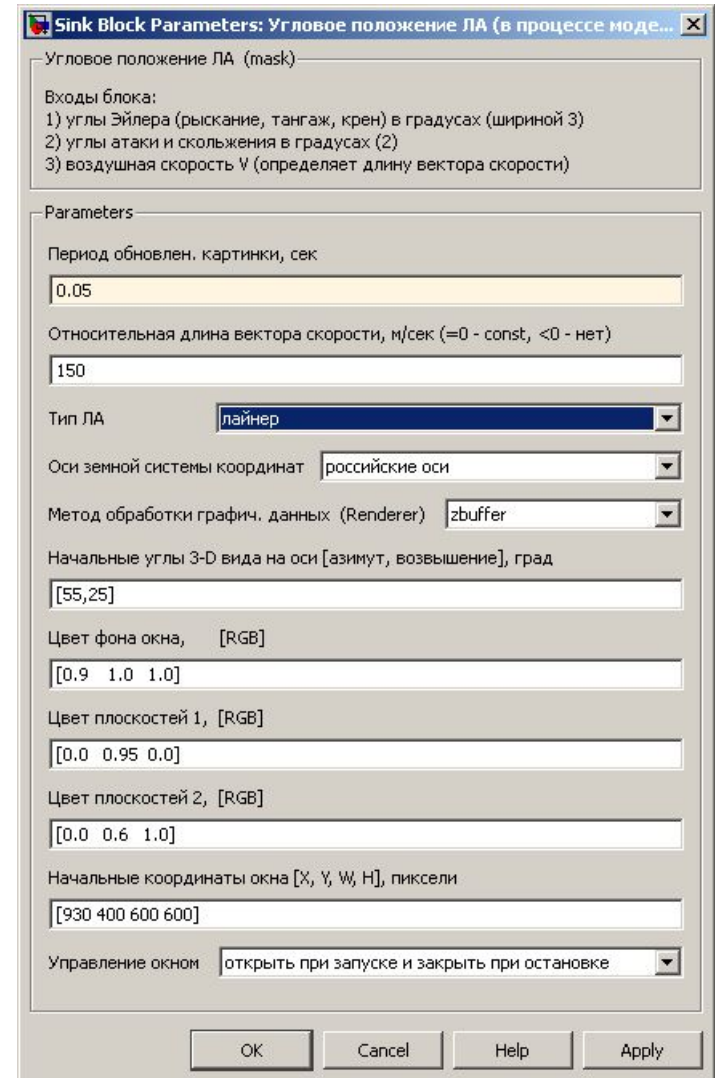 Sink Block Parameters: Угловое положение ЛА (в процессе моде...
Угловое положение ЛА (mask)
Входы блока:
1) углы Эйлера (рыскание, тангаж, крен) в градусах (шириной 3)
2) углы атаки и скольжения в градусах (2)
3) воздушная скорость V (определяет длину вектора скорости)
Parameters
Период обновлен. картинки, сек
0.05
Относительная длина вектора скорости, м/сек (=0 - const, <0 - нет)
150
Тип ЛА лайнер
Оси земной системы координат российские оси
Метод обработки графич. данных (Renderer) zbuffer
Начальные углы 3-D вида на оси [азимут, возвышение], град
[55,25]
Цвет фона окна, [RGB]
[0.9 1.0 1.0]
Цвет плоскостей 1, [RGB]
[0.0 0.95 0.0]
Цвет плоскостей 2, [RGB]
[0.0 0.6 1.0]
Начальные координаты окна [X, Y, W, H], пиксели
[930 400 600 600]
Управление окном открыть при запуске и закрыть при остановке
OK Cancel Help Apply